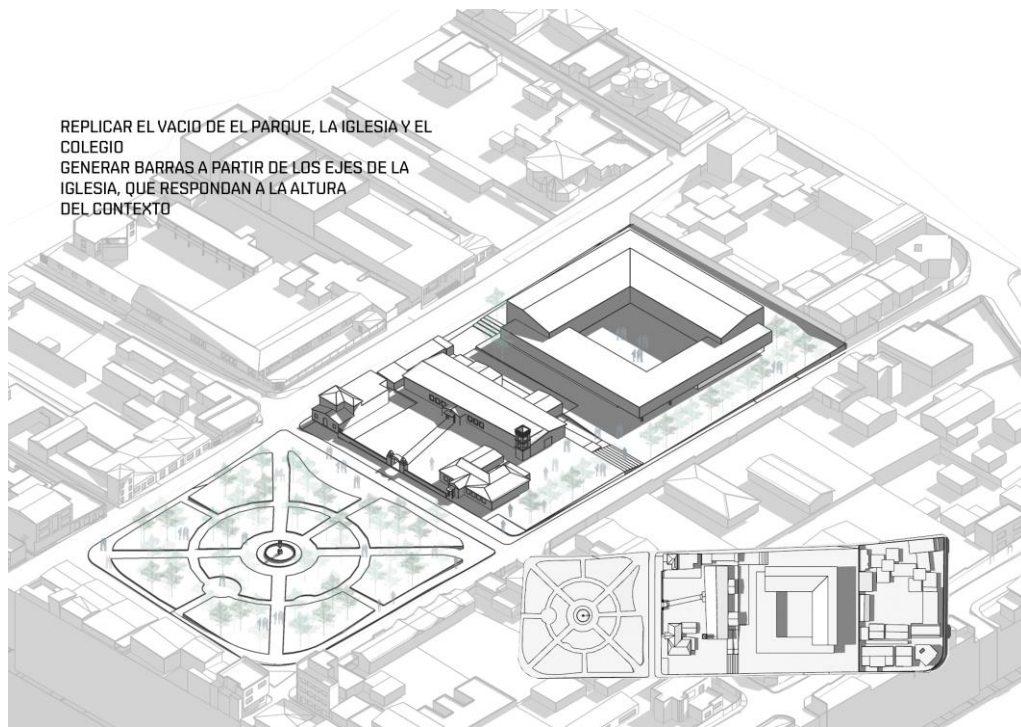 REPLICAR EL VACIO DE EL PARQUE, LA IGLESIA Y EL
COLEGIO
GENERAR BARRAS A PARTIR DE LOS EJES DE LA
IGLESIA, QUE RESPONDAN A LA ALTURA
DEL CONTEXTO